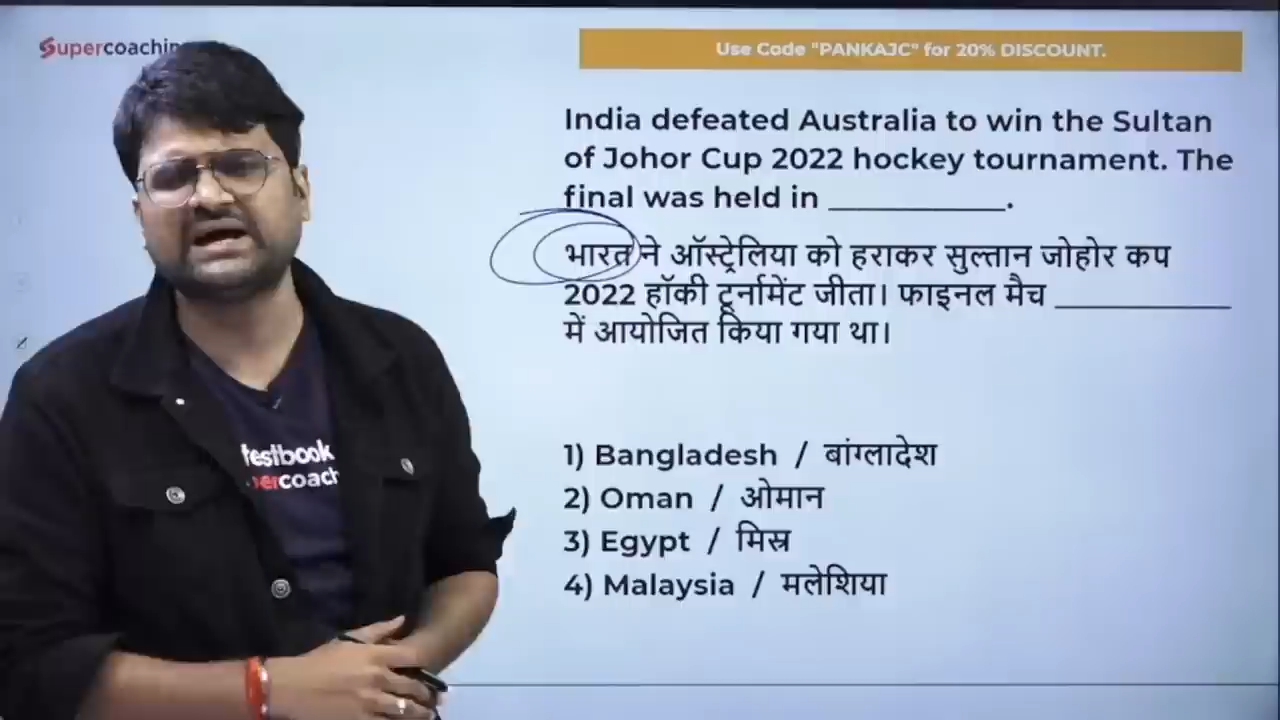 Supercoachin
Use Code "PANKAJC" for 20% DISCOUNT.
India defeated Australia to win the Sultan
of Johor Cup 2022 hockey tournament. The
final was held in ___________.
भारत ने ऑस्ट्रेलिया को हराकर सुल्तान जोहोर कप
2022 हॉकी टूर्नामेंट जीता। फाइनल मैच ___________
में आयोजित किया गया था।
1) Bangladesh / बांग्लादेश
2) Oman / ओमान
3) Egypt / मिस्र
4) Malaysia / मलेशिया
testbook
percoach